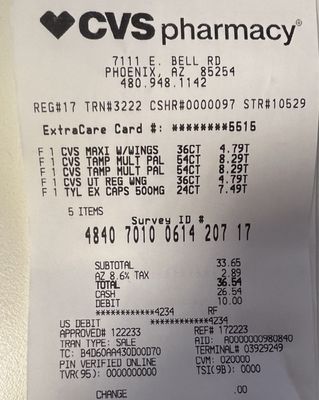 CVS pharmacy®
7111 E. BELL RD
PHOENIX, AZ 85254
480.948.1142
REG#17 TRN#3222 CSHR#0000097 STR#10529
ExtraCare Card #: ********5515
F 1 CVS MAXI W/WINGS 36CT 4.79T
F 1 CVS TAMP MULT PAL 54CT 8.29T
F 1 CVS TAMP MULT PAL 54CT 8.29T
F 1 CVS UT REG WNG 36CT 4.79T
F 1 TYL EX CAPS 500MG 24CT 7.49T
5 ITEMS
Survey ID #
4840 7010 0614 207 17
SUBTOTAL 33.65
AZ 8.6% TAX 2.89
TOTAL 36.54
CASH 26.54
DEBIT 10.00
************4234 RF
US DEBIT ************4234
APPROVED# 122233 REF# 172223
TRAN TYPE: SALE AID: A0000000980840
TC: B4D60AA430D00D70 TERMINAL# 03929249
PIN VERIFIED ONLINE CVM: 020000
TVR(95): 0000000000 TSI(9B): 0000
CHANGE .00